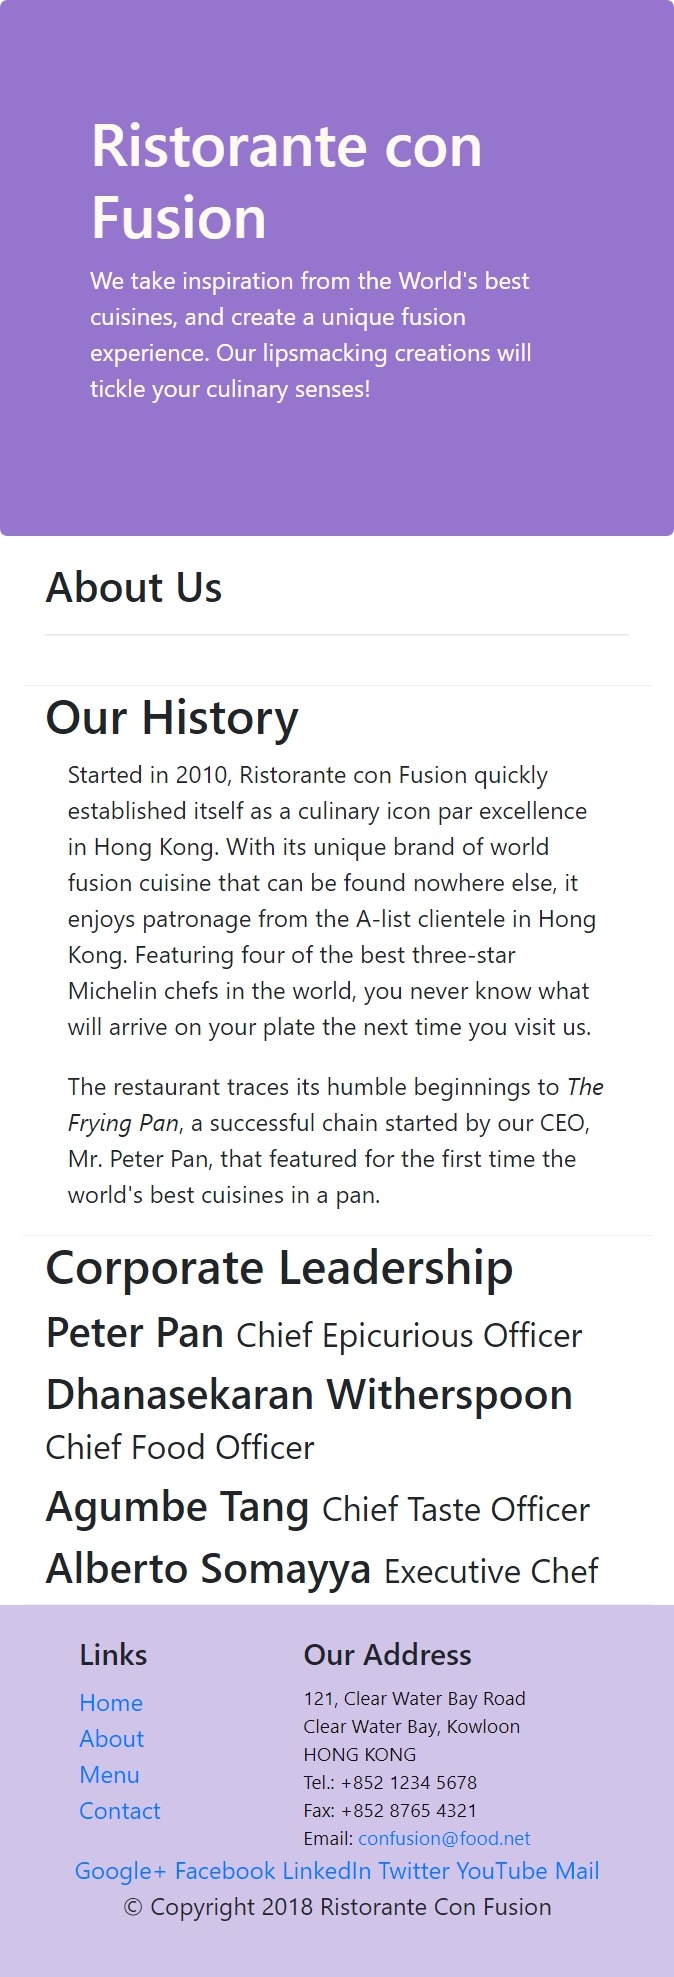 Ristorante con
Fusion
We take inspiration from the World's best
cuisines, and create a unique fusion
experience. Our lipsmacking creations will
tickle your culinary senses!
About Us
Our History
Started in 2010, Ristorante con Fusion quickly
established itself as a culinary icon par excellence
in Hong Kong. With its unique brand of world
fusion cuisine that can be found nowhere else, it
enjoys patronage from the A-list clientele in Hong
Kong. Featuring four of the best three-star
Michelin chefs in the world, you never know what
will arrive on your plate the next time you visit us.
The restaurant traces its humble beginnings to The
Frying Pan, a successful chain started by our CEO,
Mr. Peter Pan, that featured for the first time the
world's best cuisines in a pan.
Corporate Leadership
Peter Pan Chief Epicurious Officer
Dhanasekaran Witherspoon
Chief Food Officer
Agumbe Tang Chief Taste Officer
Alberto Somayya Executive Chef
Links
Home
About
Menu
Contact
Our Address
121, Clear Water Bay Road
Clear Water Bay, Kowloon
HONG KONG
Tel.: +852 1234 5678
Fax: +852 8765 4321
Email: confusion@food.net
Google+ Facebook LinkedIn Twitter YouTube Mail
© Copyright 2018 Ristorante Con Fusion